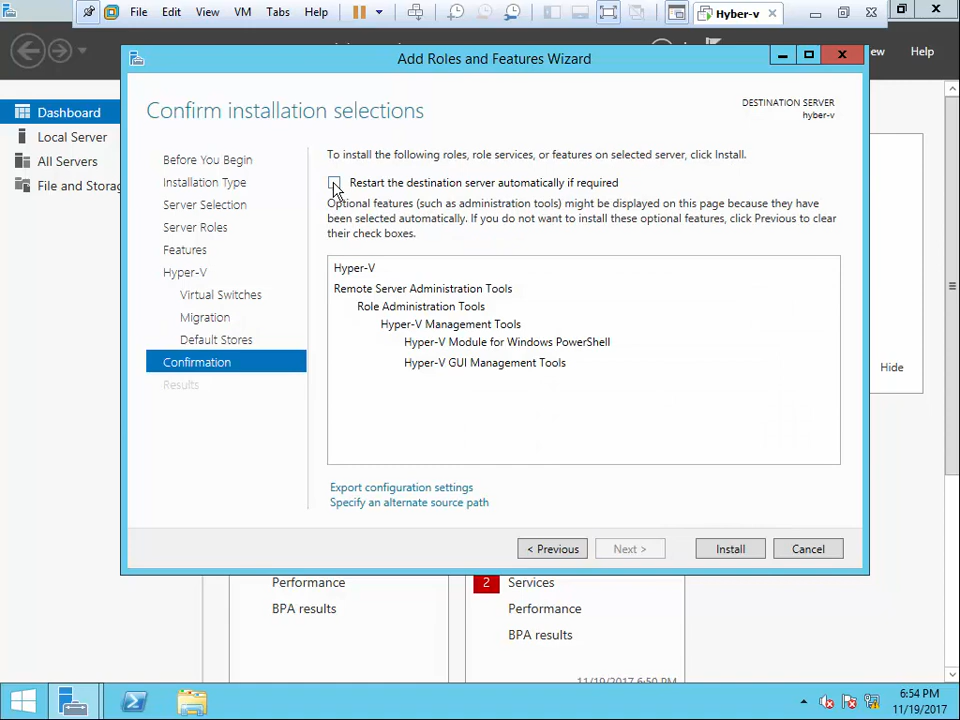 File Edit View VM Tabs Help
Hyber-v
Add Roles and Features Wizard
ew Help
Dashboard
Local Server
All Servers
File and Storag
Confirm installation selections
DESTINATION SERVER
hyber-v
Before You Begin
Installation Type
Server Selection
Server Roles
Features
Hyper-V
Virtual Switches
Migration
Default Stores
Confirmation
Results
To install the following roles, role services, or features on selected server, click Install.
Restart the destination server automatically if required
Optional features (such as administration tools) might be displayed on this page because they have
been selected automatically. If you do not want to install these optional features, click Previous to clear
their check boxes.
Hyper-V
Remote Server Administration Tools
Role Administration Tools
Hyper-V Management Tools
Hyper-V Module for Windows PowerShell
Hyper-V GUI Management Tools
Export configuration settings
Specify an alternate source path
< Previous Next > Install Cancel
Hide
Performance
BPA results
2 Services
Performance
BPA results
11/19/2017 6:50 PM
6:54 PM
11/19/2017